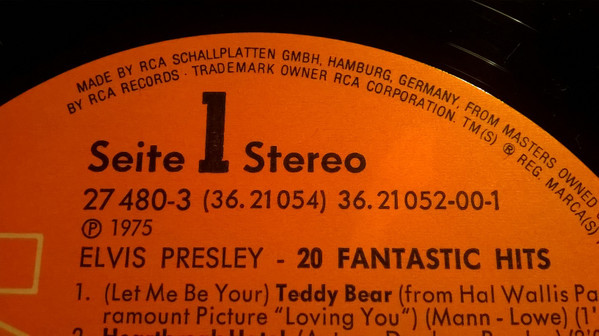 MADE BY RCA SCHALLPLATTEN GMBH, HAMBURG, GERMANY, FROM MASTERS OWNED
BY RCA RECORDS · TRADEMARK OWNER RCA CORPORATION. TM(S) ® REG. MARCA(S)
Seite 1 Stereo
27 480-3 (36.21054) 36.21052-00-1
Ⓟ 1975
ELVIS PRESLEY - 20 FANTASTIC HITS
1. (Let Me Be Your) Teddy Bear (from Hal Wallis Pa-
ramount Picture "Loving You") (Mann - Lowe) (1'